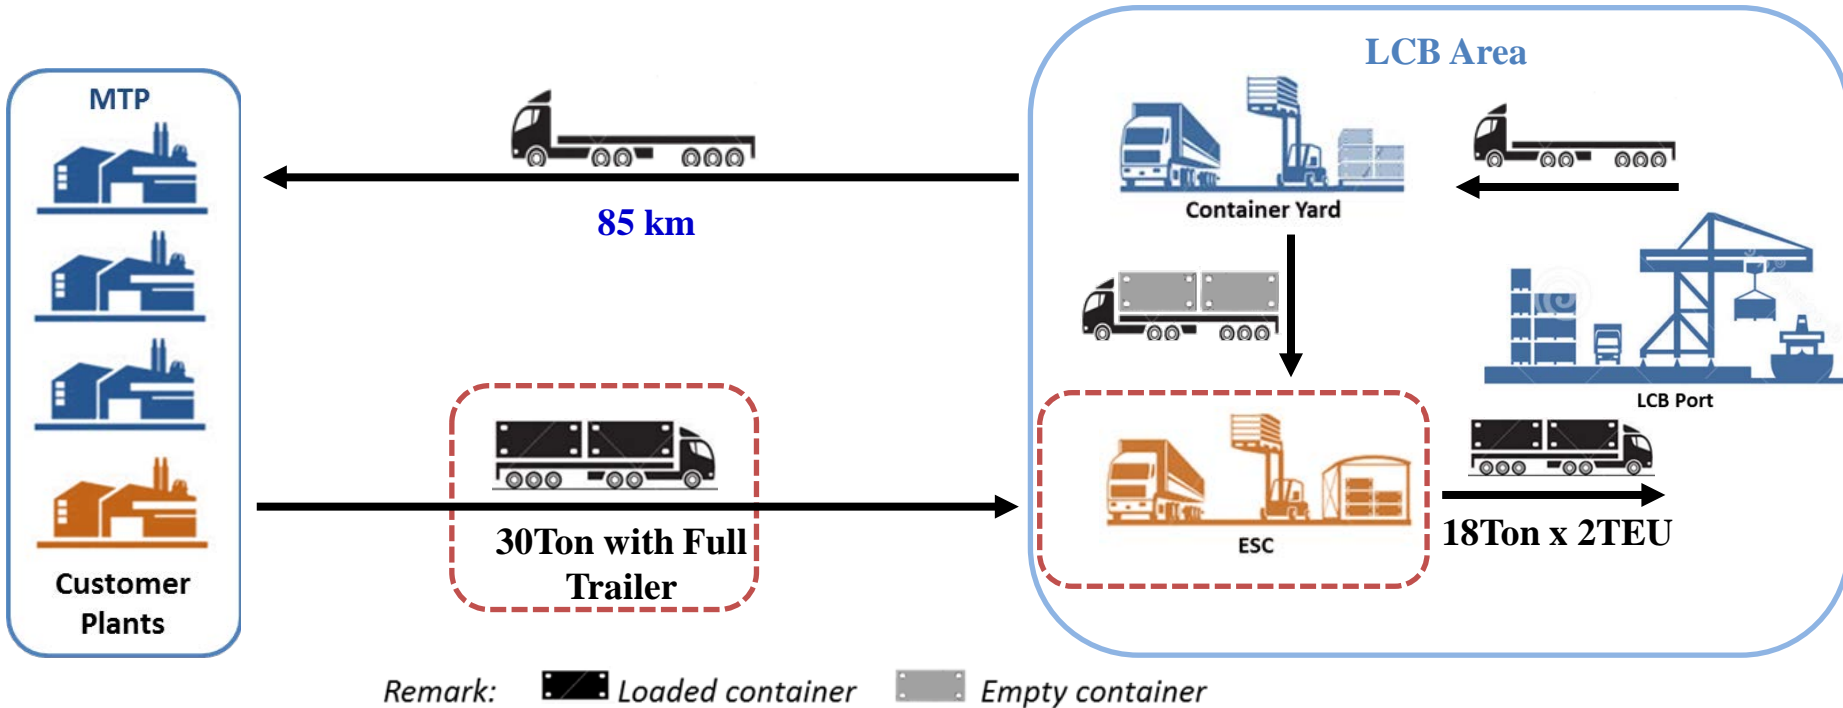 LCB Area
MTP
85 km
Container Yard
LCB Port
30Ton with Full
Trailer
ESC
18Ton x 2TEU
Customer
Plants
Remark: Loaded container Empty container